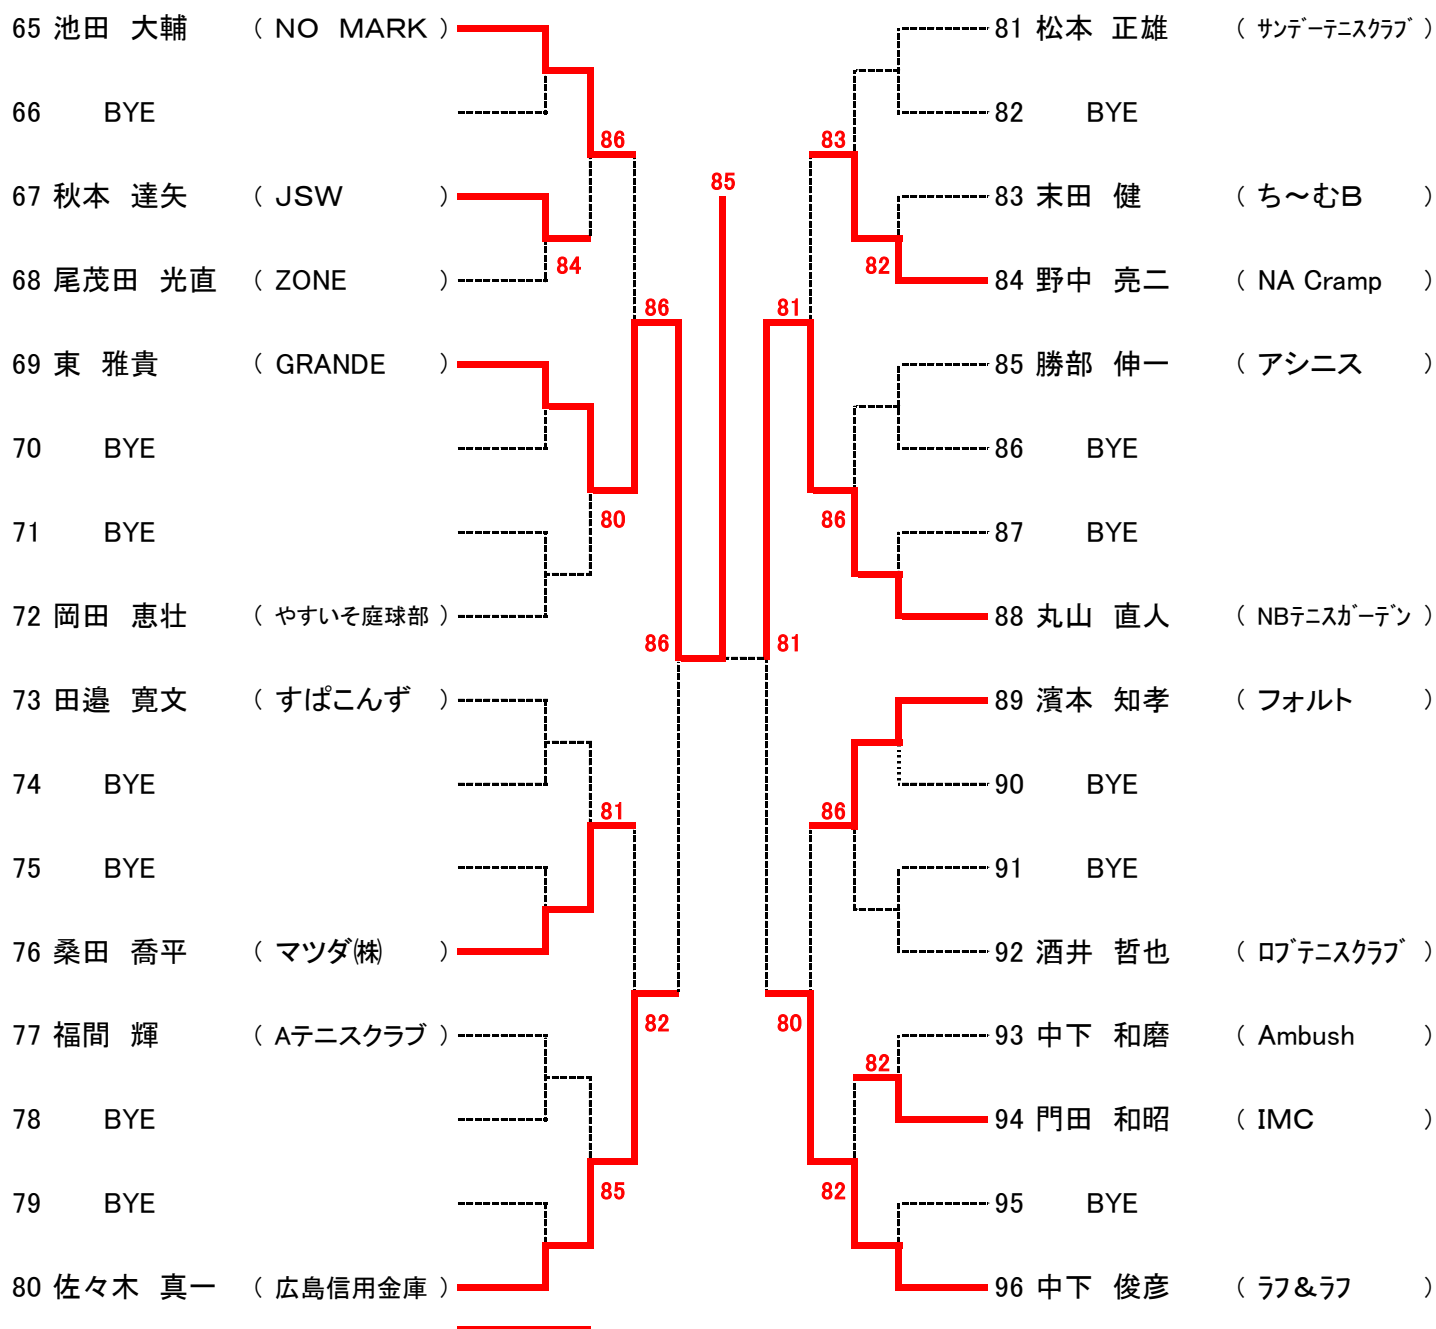 65 池田 大輔 ( NO MARK )
66 BYE
86
67 秋本 達矢 ( JSW )
84
68 尾茂田 光直 ( ZONE )
86
69 東 雅貴 ( GRANDE )
70 BYE
80
71 BYE
72 岡田 恵壮 ( やすいそ庭球部 )
86
73 田邉 寛文 ( すぱこんず )
74 BYE
81
75 BYE
76 桑田 喬平 ( マツダ㈱ )
82
77 福間 輝 ( Aテニスクラブ )
78 BYE
85
79 BYE
80 佐々木 真一 ( 広島信用金庫 )
85
81 松本 正雄 ( サンデーテニスクラブ )
82 BYE
83
83 末田 健 ( ち～むB )
82
84 野中 亮二 ( NA Cramp )
81
85 勝部 伸一 ( アシニス )
86 BYE
86
87 BYE
88 丸山 直人 ( NBテニスガーデン )
81
89 濱本 知孝 ( フォルト )
90 BYE
86
91 BYE
92 酒井 哲也 ( ロブテニスクラブ )
80
93 中下 和磨 ( Ambush )
82
94 門田 和昭 ( IMC )
82
95 BYE
96 中下 俊彦 ( ラフ&ラフ )